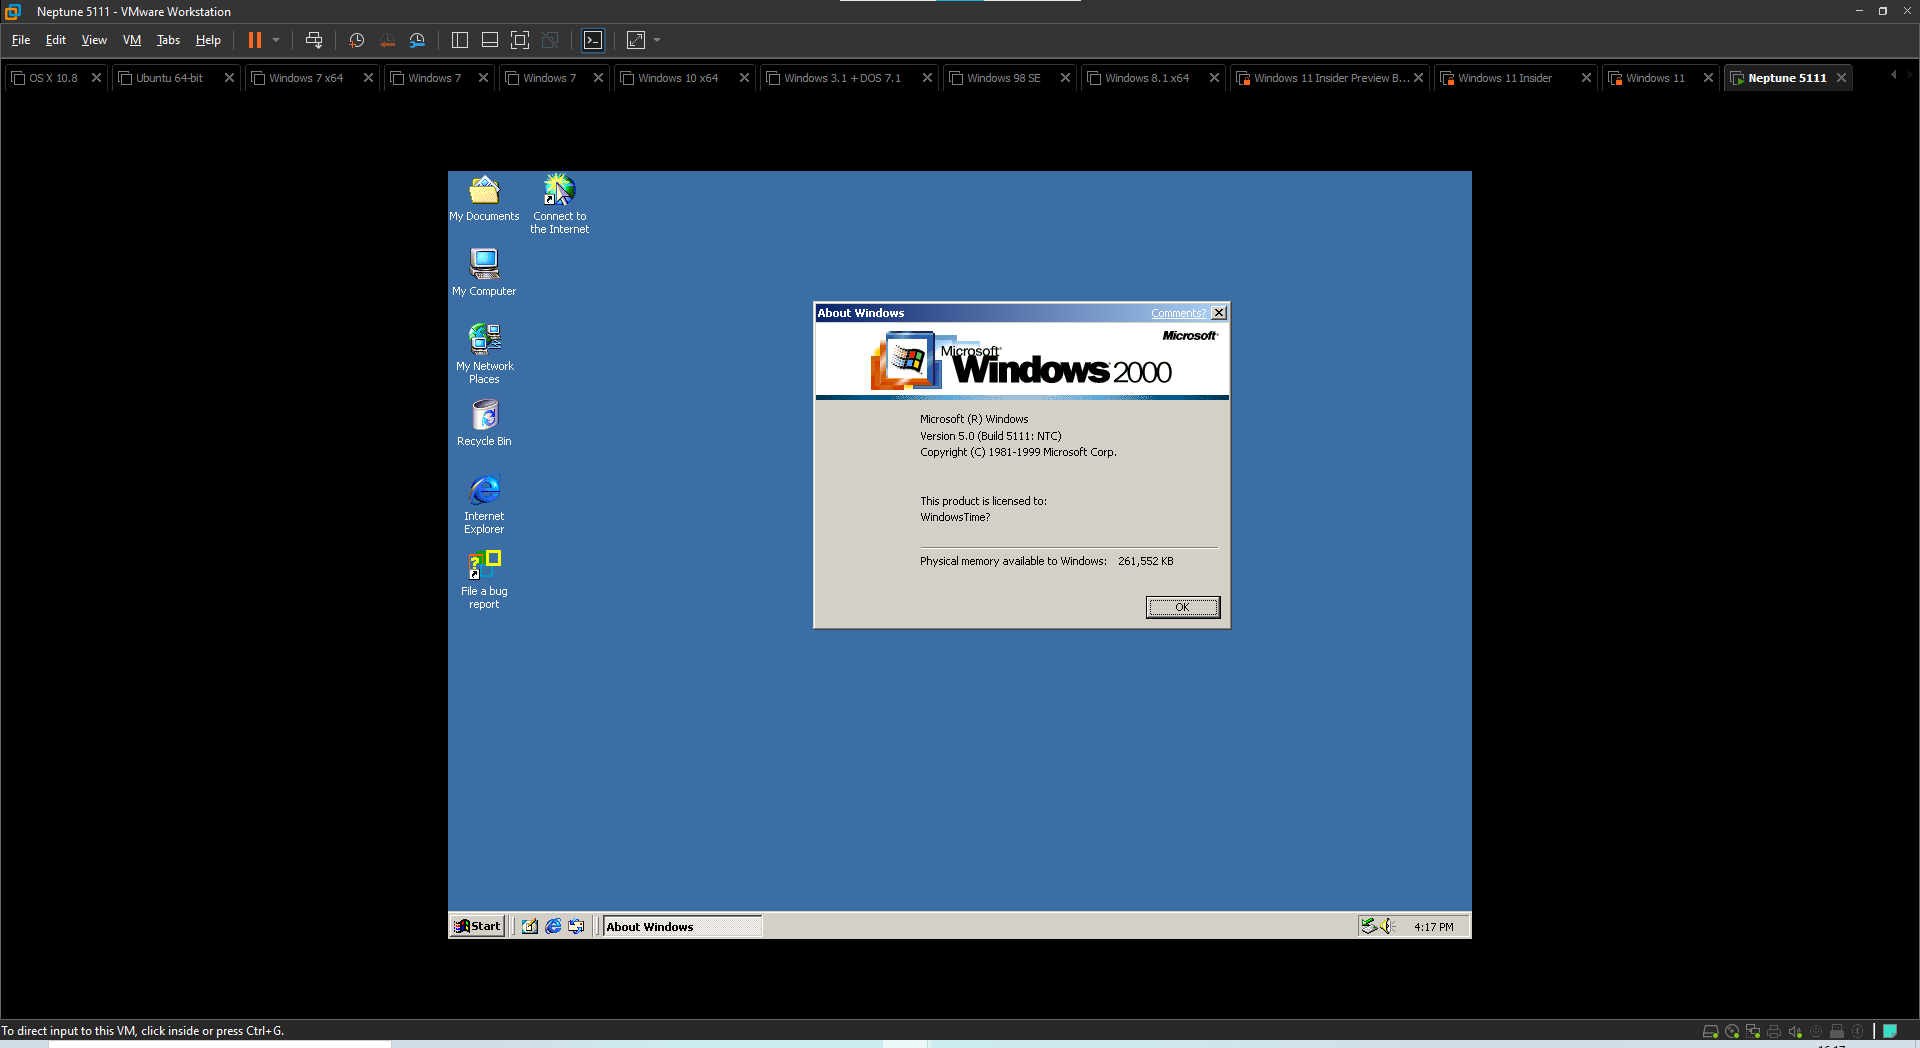 Neptune 5111 - VMware Workstation
File Edit View VM Tabs Help
OS X 10.8 Ubuntu 64-bit Windows 7 x64 Windows 7 Windows 7 Windows 10 x64 Windows 3.1 + DOS 7.1 Windows 98 SE Windows 8.1 x64 Windows 11 Insider Preview B... Windows 11 Insider Windows 11 Neptune 5111
My Documents
Connect to
the Internet
My Computer
My Network
Places
Recycle Bin
Internet
Explorer
File a bug
report
About Windows Comments?
Microsoft
Microsoft
Windows 2000
Microsoft (R) Windows
Version 5.0 (Build 5111: NTC)
Copyright (C) 1981-1999 Microsoft Corp.
This product is licensed to:
WindowsTime?
Physical memory available to Windows: 261,552 KB
OK
Start About Windows 4:17 PM
To direct input to this VM, click inside or press Ctrl+G.